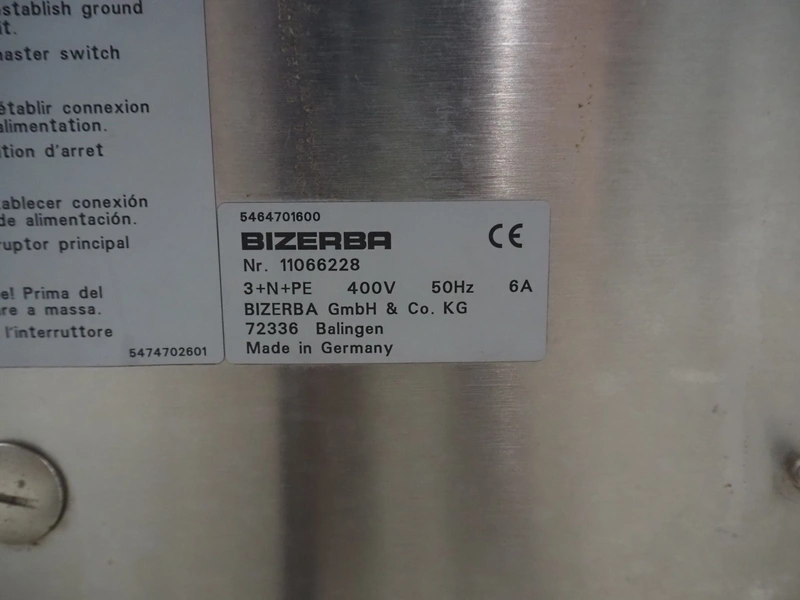 establish ground
it.
master switch
établir connexion
alimentation.
tion d'arret
ablecer conexión
de alimentación.
ruptor principal
e! Prima del
re a massa.
l'interruttore
5474702601
5464701600
BIZERBA CE
Nr. 11066228
3+N+PE 400V 50Hz 6A
BIZERBA GmbH & Co. KG
72336 Balingen
Made in Germany